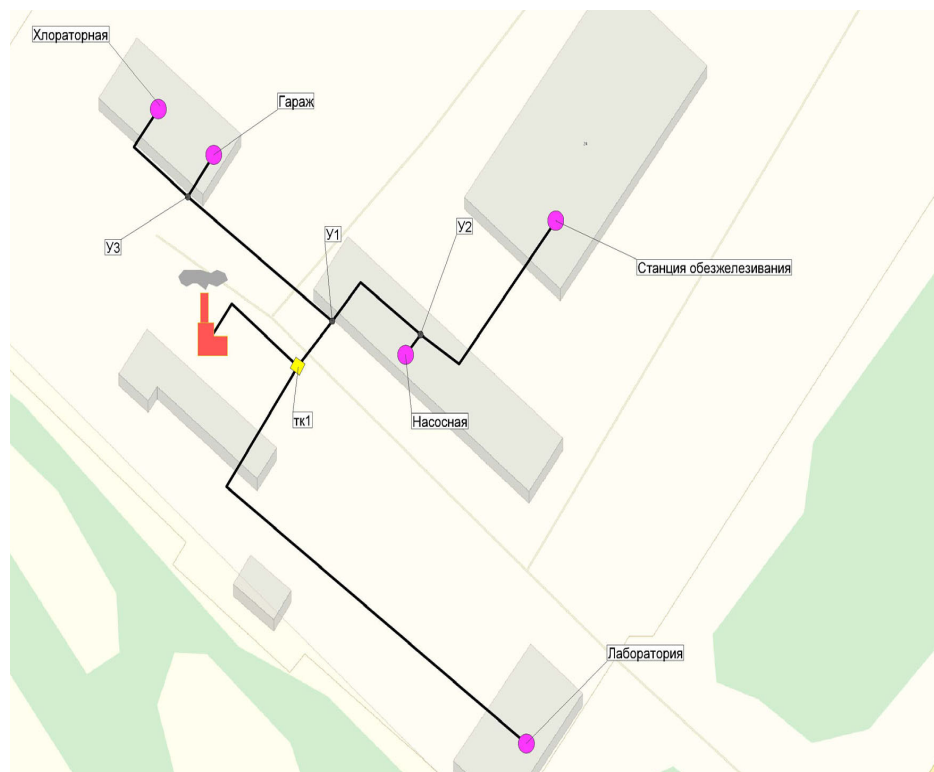 Хлораторная
Гараж
У3
У1
У2
Станция обезжелезивания
тк1
Насосная
Лаборатория